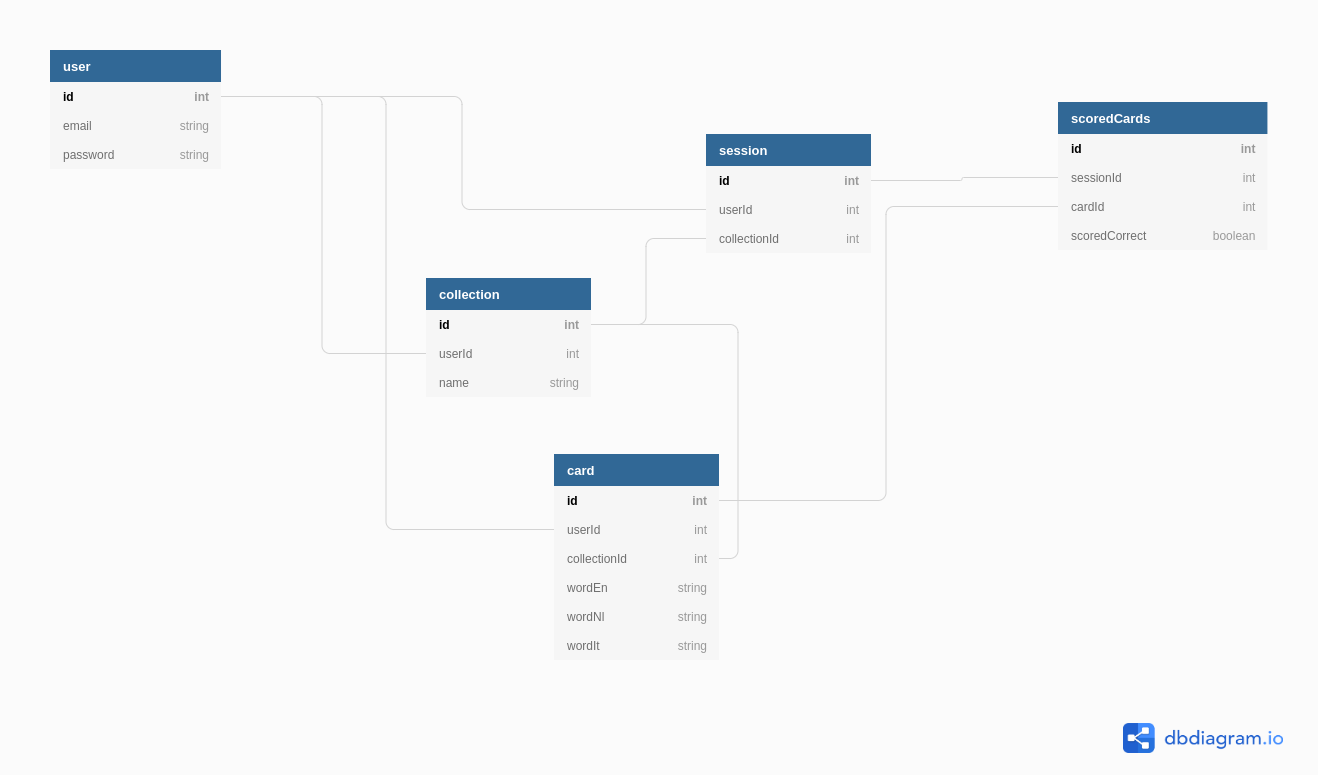 user
id int
email string
password string
session
id int
userId int
collectionId int
scoredCards
id int
sessionId int
cardId int
scoredCorrect boolean
collection
id int
userId int
name string
card
id int
userId int
collectionId int
wordEn string
wordNl string
wordIt string
dbdiagram.io